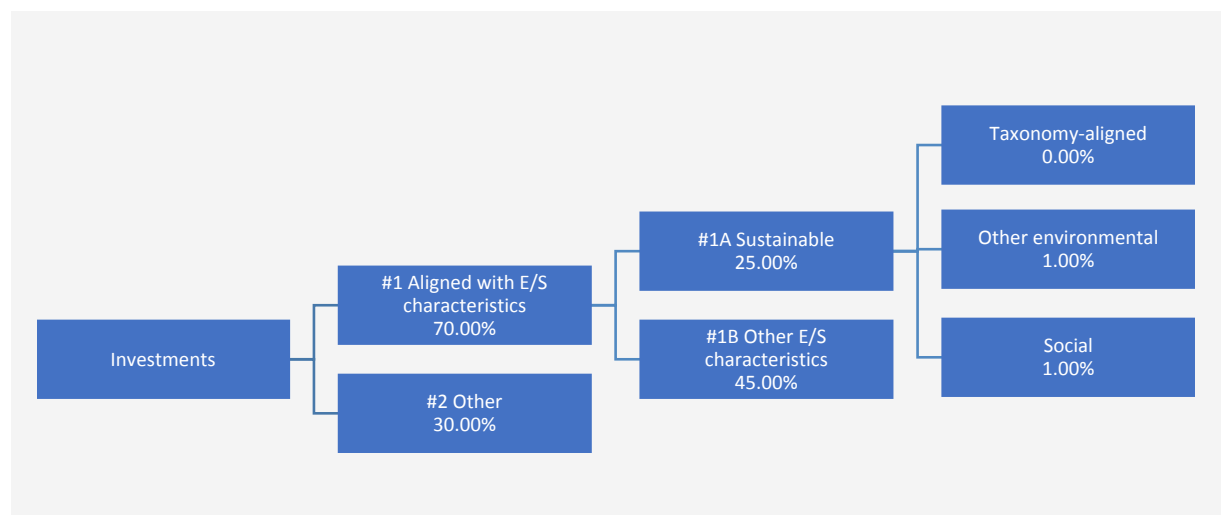 Investments
#1 Aligned with E/S
characteristics
70.00%
#2 Other
30.00%
#1A Sustainable
25.00%
#1B Other E/S
characteristics
45.00%
Taxonomy-aligned
0.00%
Other environmental
1.00%
Social
1.00%